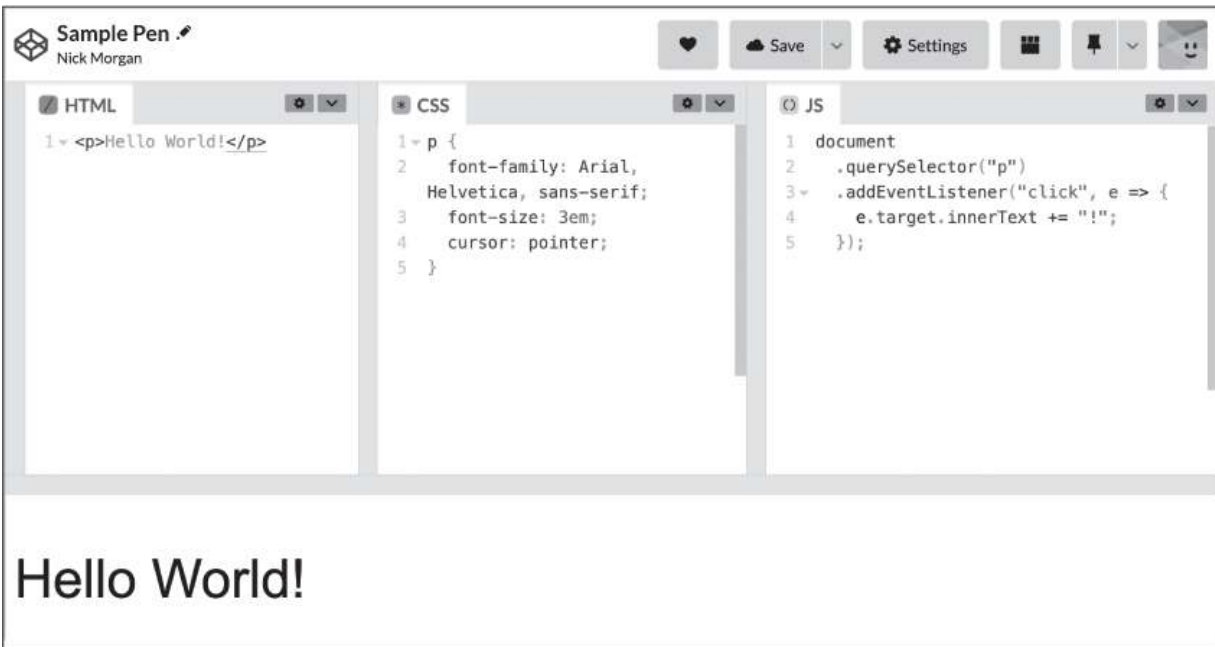 Sample Pen
Nick Morgan
Save
Settings
HTML
1 <p>Hello World!</p>
CSS
1 p {
2 font-family: Arial,
Helvetica, sans-serif;
3 font-size: 3em;
4 cursor: pointer;
5 }
JS
1 document
2 .querySelector("p")
3 .addEventListener("click", e => {
4 e.target.innerText += "!";
5 });
Hello World!